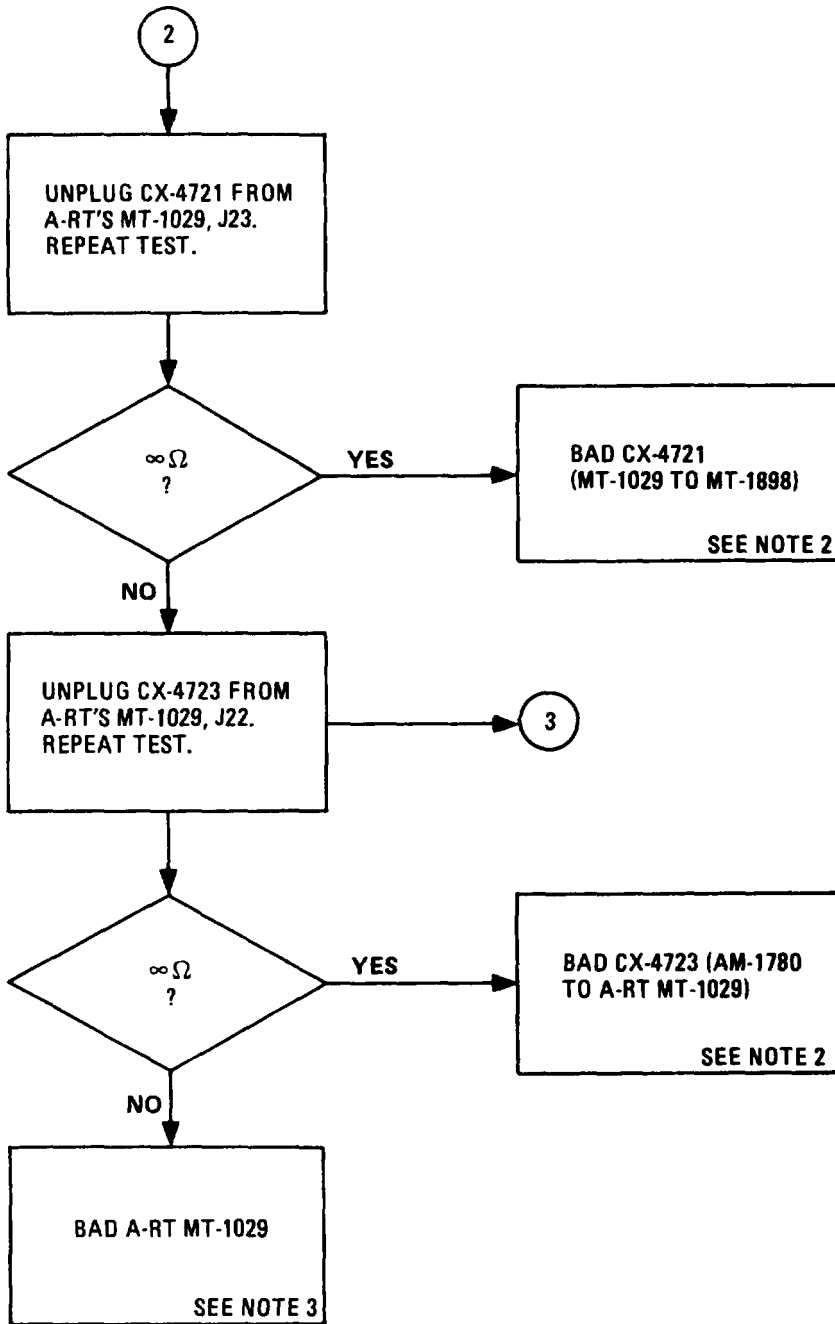 2
UNPLUG CX-4721 FROM
A-RT'S MT-1029, J23.
REPEAT TEST.
∞Ω
?
YES
BAD CX-4721
(MT-1029 TO MT-1898)
SEE NOTE 2
NO
UNPLUG CX-4723 FROM
A-RT'S MT-1029, J22.
REPEAT TEST.
3
∞Ω
?
YES
BAD CX-4723 (AM-1780
TO A-RT MT-1029)
SEE NOTE 2
NO
BAD A-RT MT-1029
SEE NOTE 3